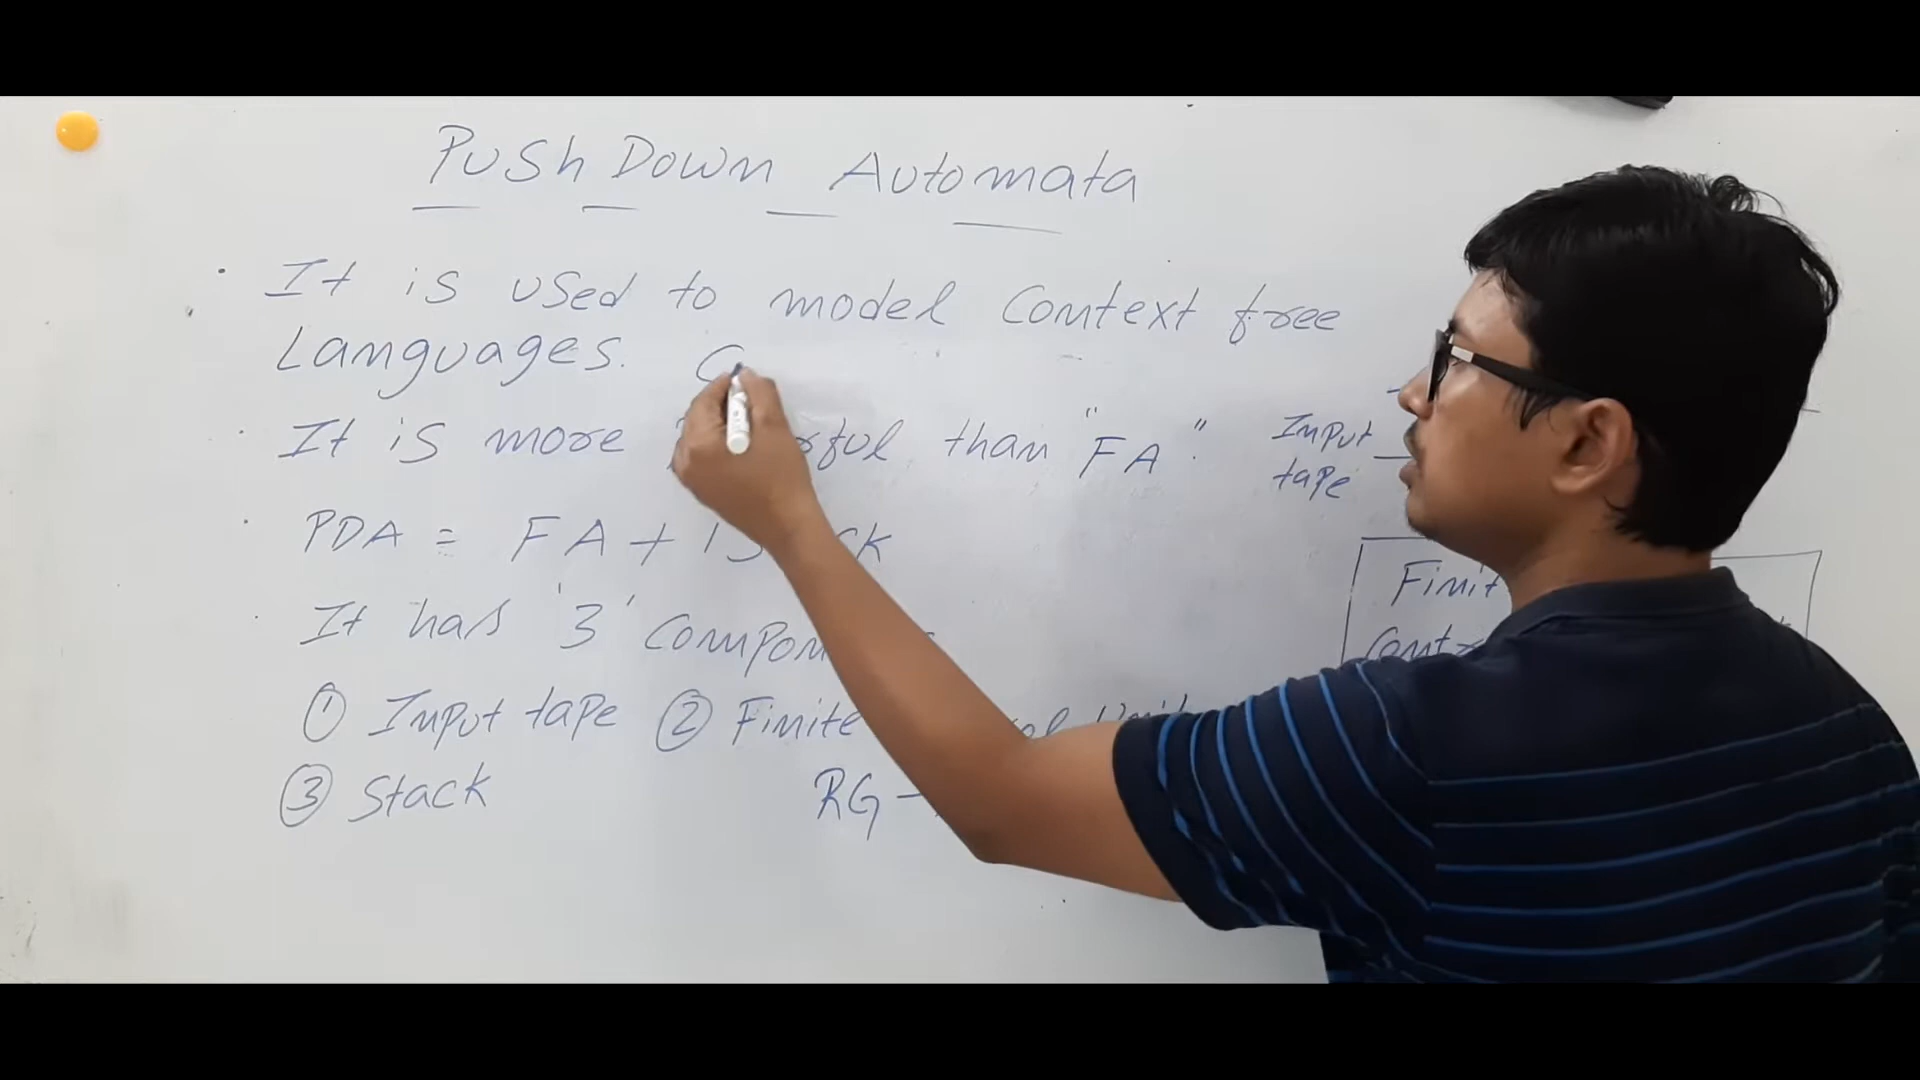 Push Down Automata
It is used to model Context free
Languages. C
It is more than "FA".
PDA = FA +
It has '3'
① Input tape ② Finite
③ Stack
RG -
Input
tape